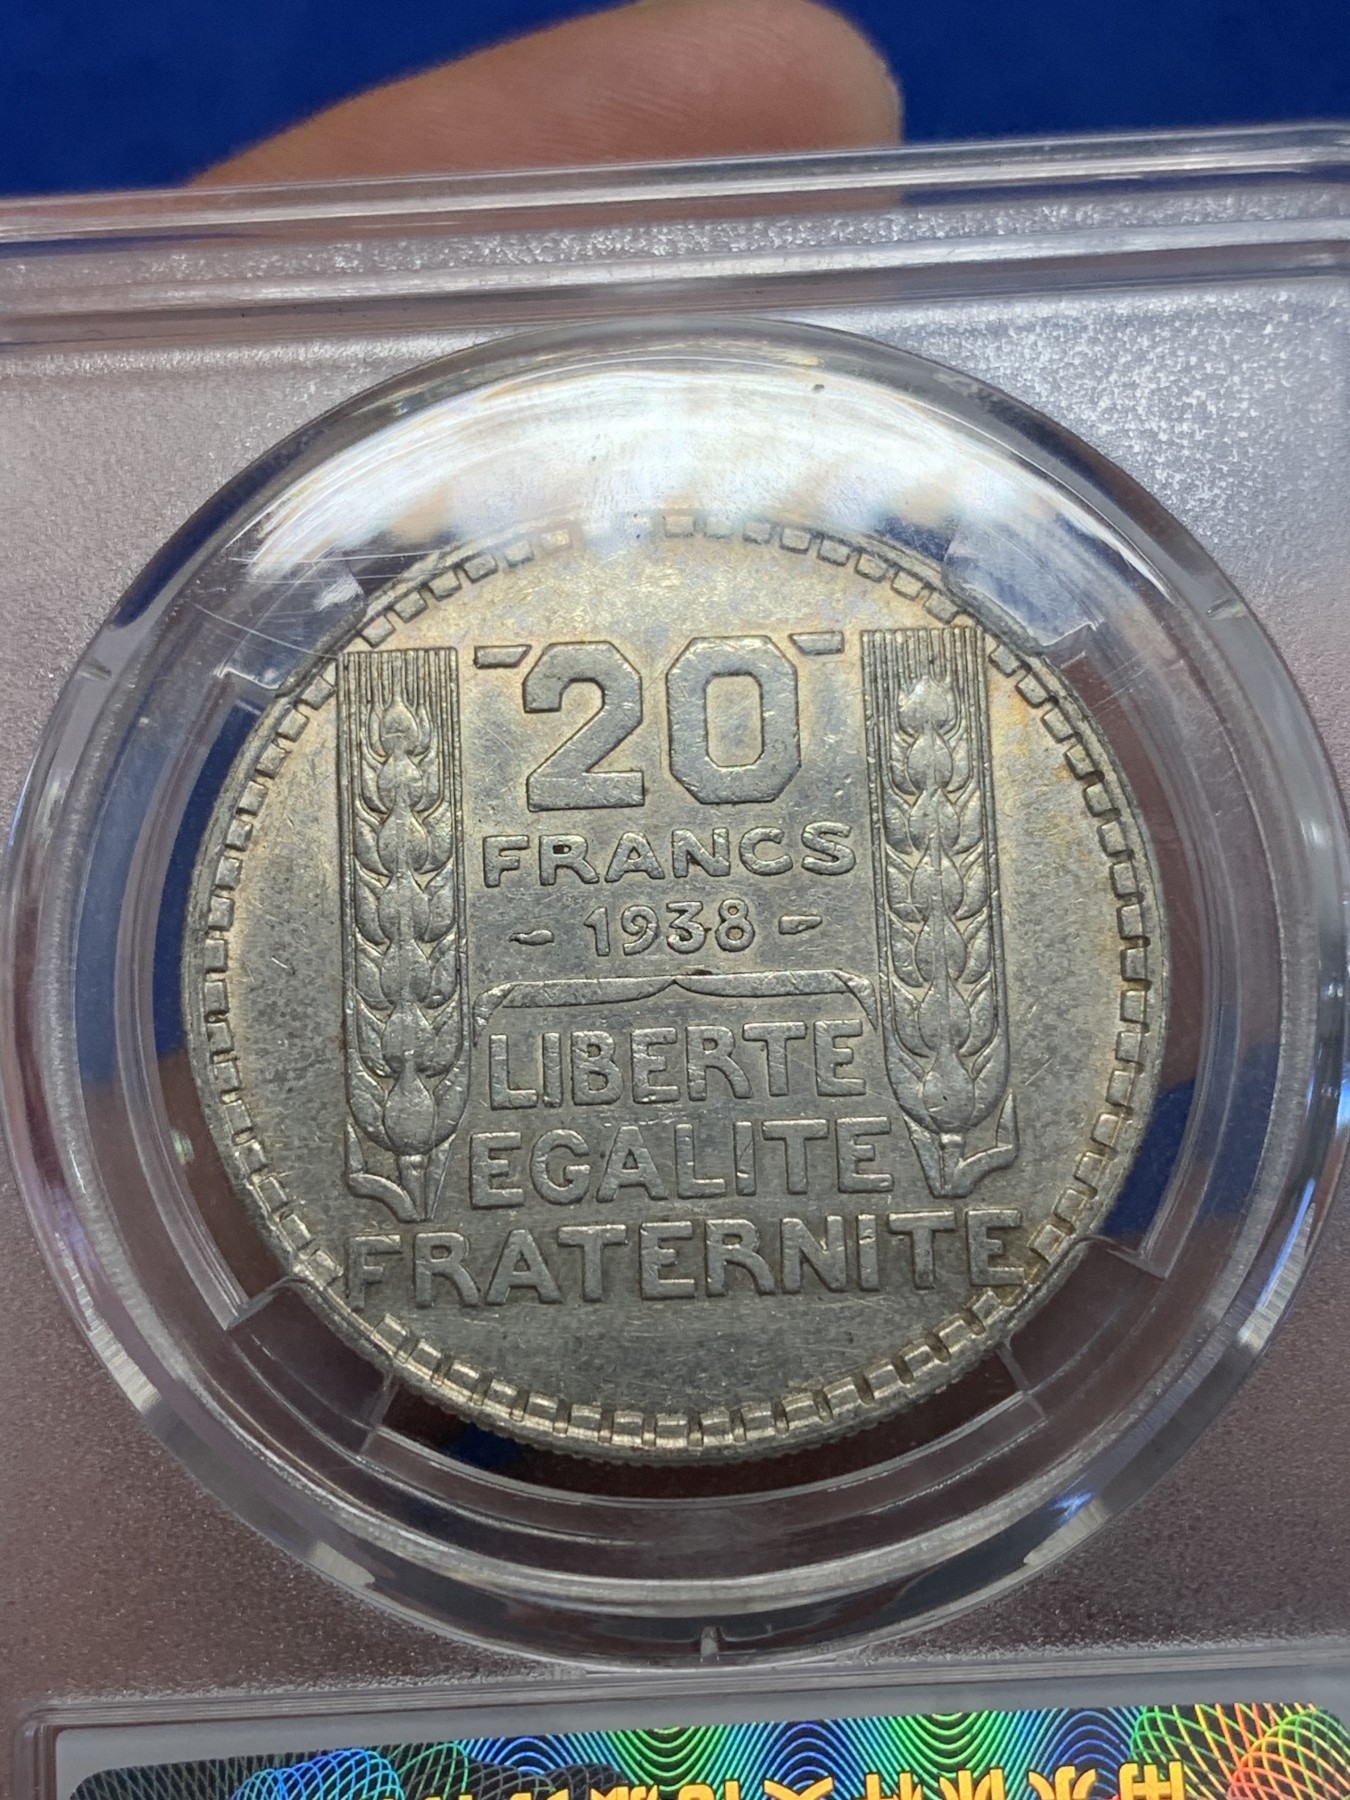 20
FRANCS
- 1938 -
LIBERTE
EGALITE
FRATERNITE